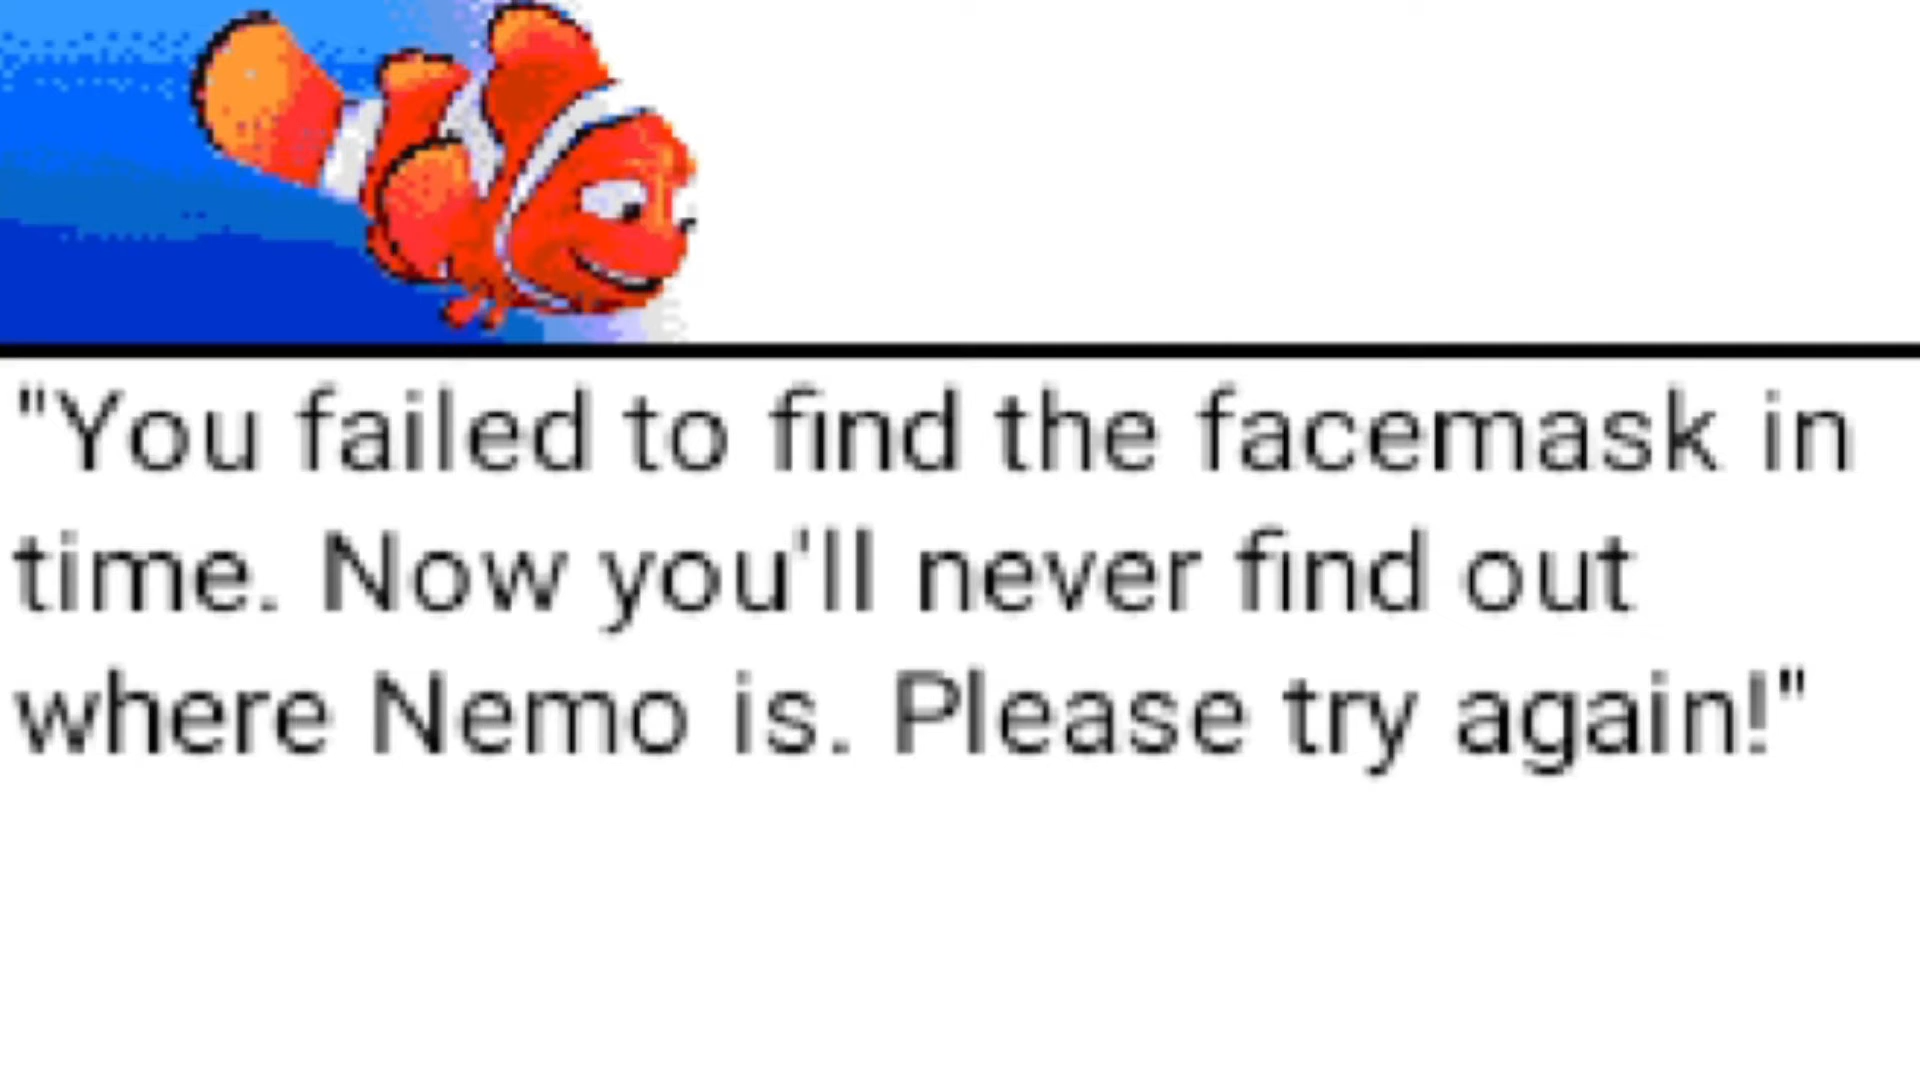 "You failed to find the facemask in
time. Now you'll never find out
where Nemo is. Please try again!"